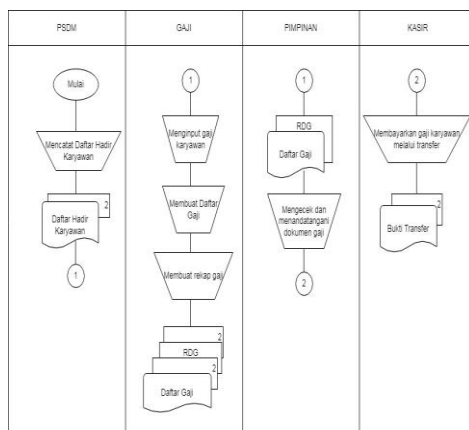 PSDM
GAJI
PIMPINAN
KASIR
Mulai
Mencatat Daftar Hadir
Karyawan
2
Daftar Hadir
Karyawan
1
1
Menginput gaji
karyawan
Membuat Daftar
Gaji
Membuat rekap gaji
2
RDG
2
Daftar Gaji
1
RDG
Daftar Gaji
Mengecek dan
menandatangani
dokumen gaji
2
2
Membayarkan gaji karyawan
melalui transfer
2
Bukti Transfer